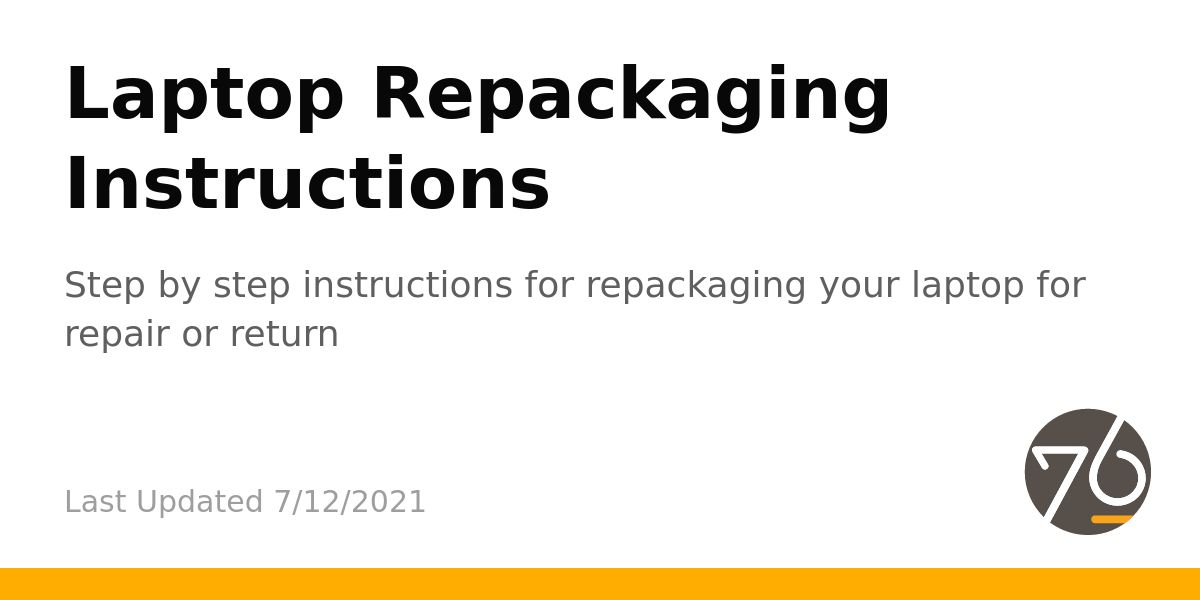 Laptop Repackaging
Instructions
Step by step instructions for repackaging your laptop for
repair or return
Last Updated 7/12/2021
76